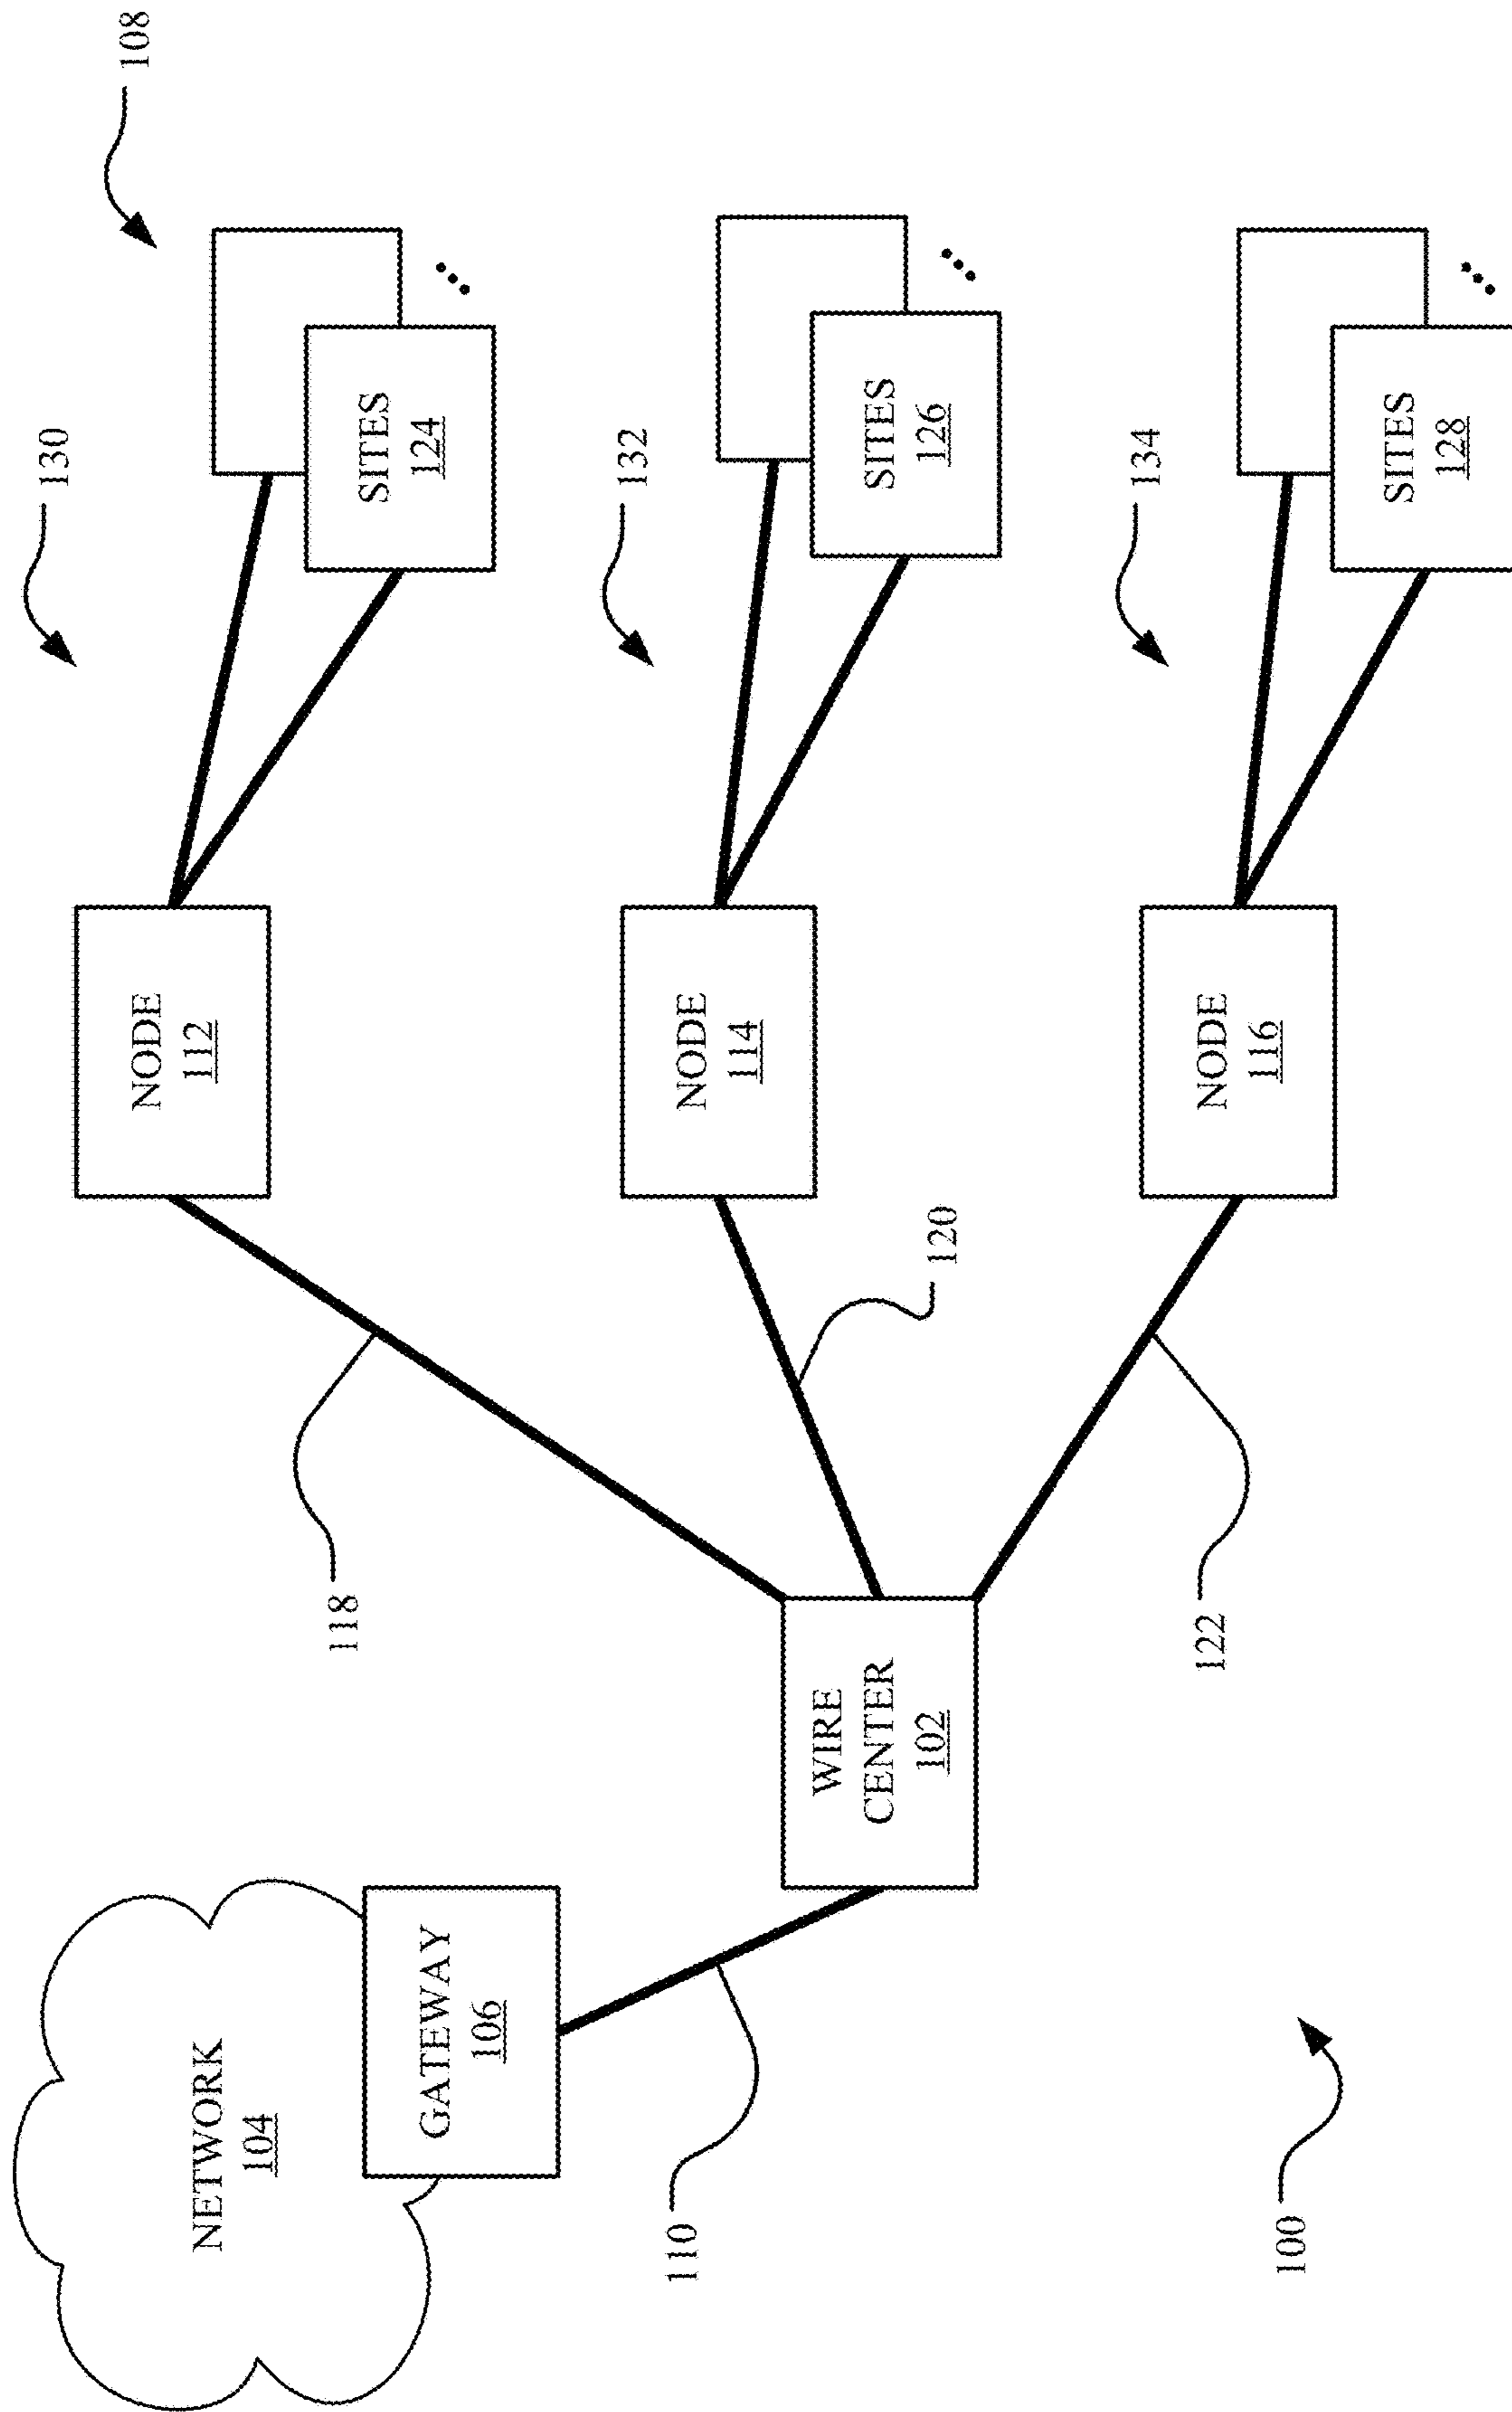 108
130
SITES
124
NODE
112
118
NETWORK
104
GATEWAY
106
132
SITES
126
NODE
114
120
WIRE
CENTER
102
110
134
SITES
128
NODE
116
122
100